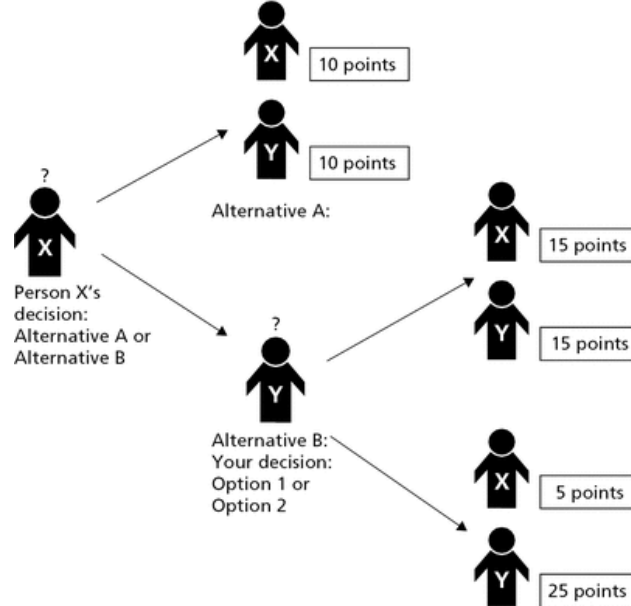 X
10 points
Y
10 points
Alternative A:
?
X
Person X's
decision:
Alternative A or
Alternative B
?
Y
Alternative B:
Your decision:
Option 1 or
Option 2
X
15 points
Y
15 points
X
5 points
Y
25 points